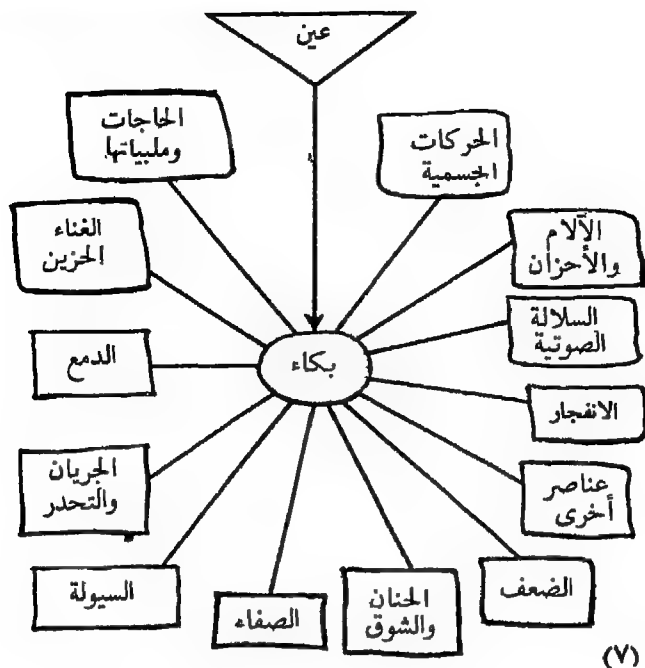 عين
الحاجات
وملبياتها
الحركات
الجسمية
الغناء
الحزين
الآلام
والأحزان
السلالة
الصوتية
الدمع
بكاء
الانفجار
الجريان
والتحدر
عناصر
أخرى
السيولة
الصفاء
الحنان
والشوق
الضعف
(٧)